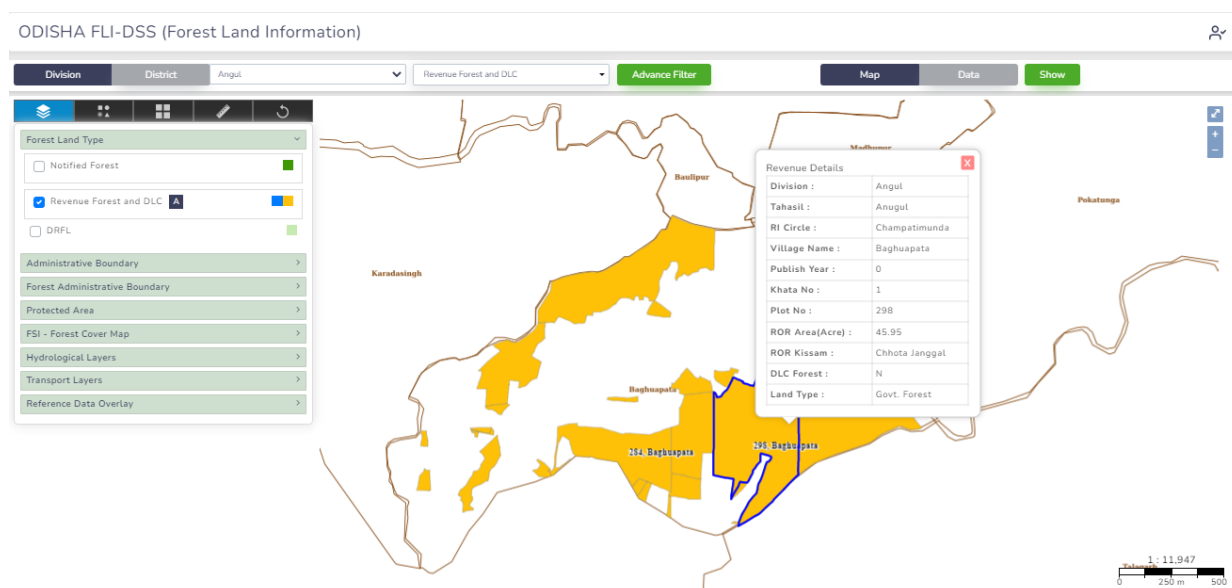 ODISHA FLI-DSS (Forest Land Information)
Division District Angul Revenue Forest and DLC Advance Filter Map Data Show
Forest Land Type
Notified Forest
Revenue Forest and DLC A
DRFL
Administrative Boundary
Forest Administrative Boundary
Protected Area
FSI - Forest Cover Map
Hydrological Layers
Transport Layers
Reference Data Overlay
Madhupur
Baulipur
Pokatunga
Karadasingh
Baghuapata
284, Baghuapata
298, Baghuapata
Revenue Details X
Division : Angul
Tahasil : Anugul
RI Circle : Champatimunda
Village Name : Baghuapata
Publish Year : 0
Khata No : 1
Plot No : 298
ROR Area(Acre) : 45.95
ROR Kissam : Chhota Janggal
DLC Forest : N
Land Type : Govt. Forest
+
−
1 : 11,947
0 250 m 500